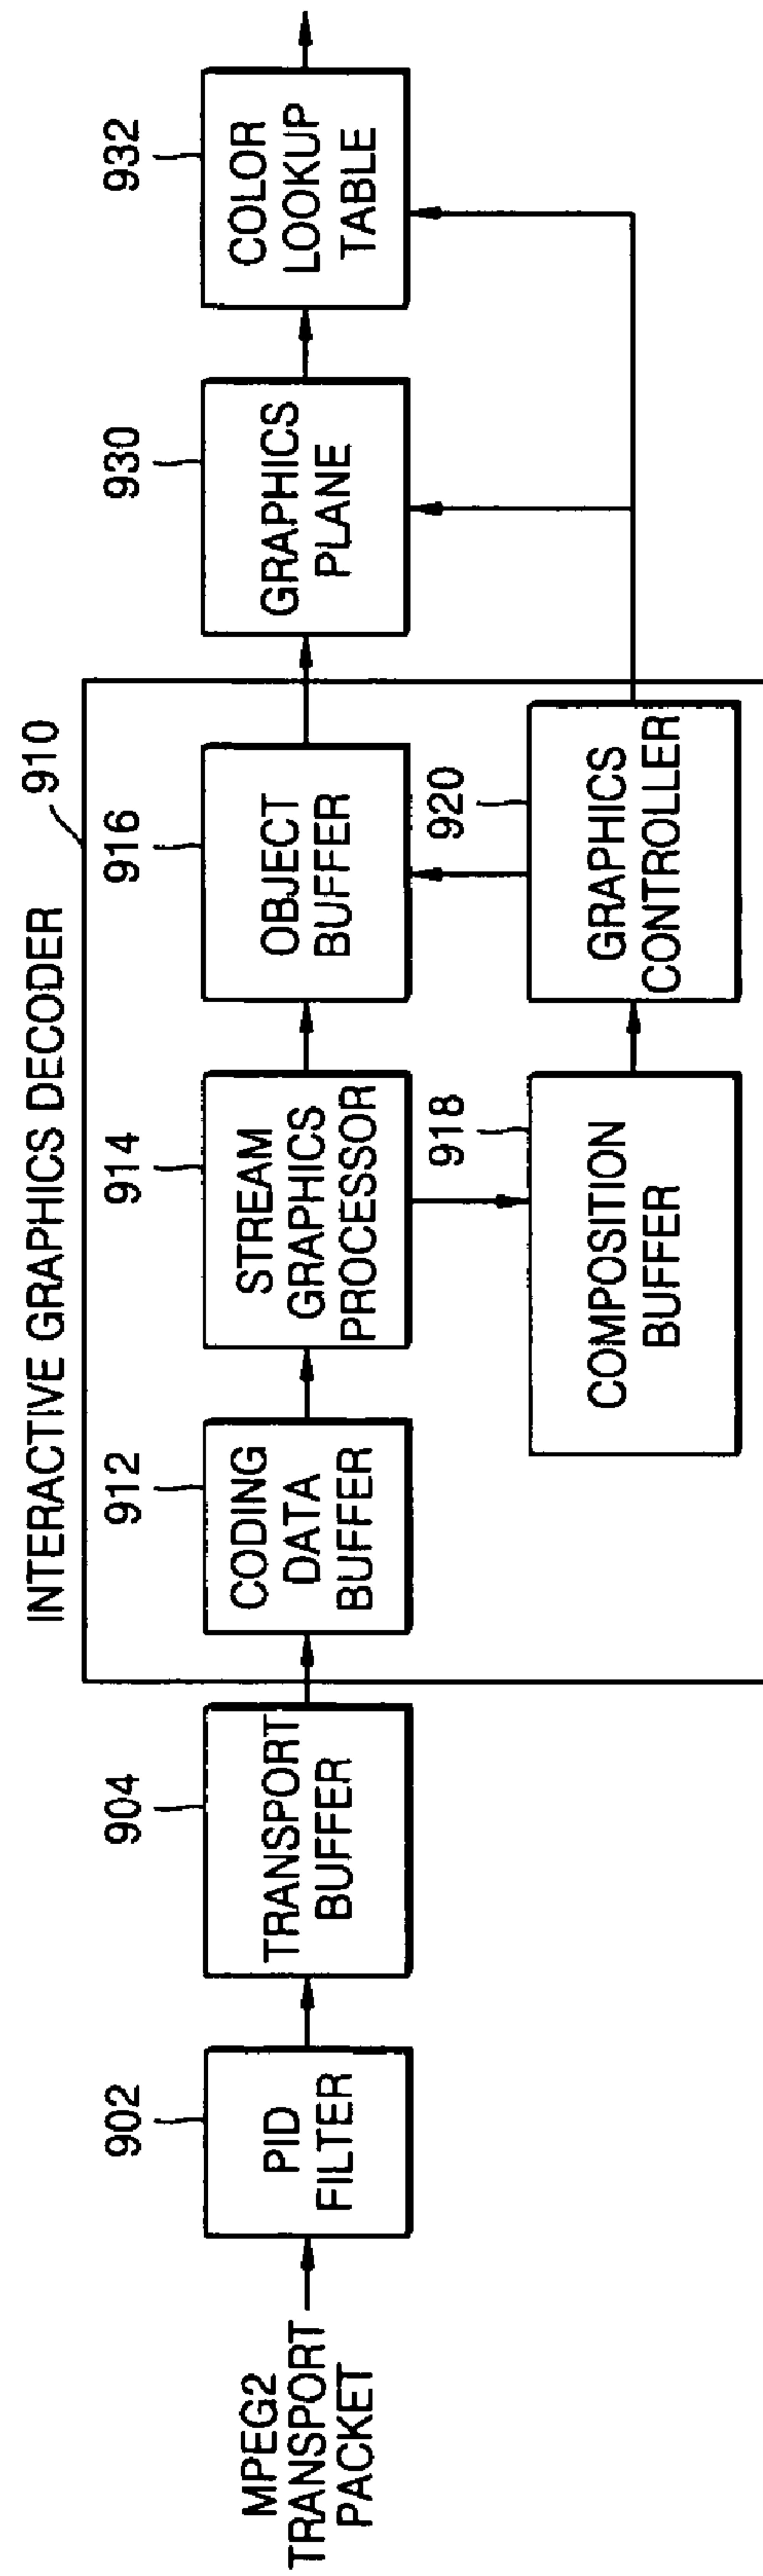 INTERACTIVE GRAPHICS DECODER
910
902
904
912
914
916
930
932
MPEG2
TRANSPORT
PACKET
PID
FILTER
TRANSPORT
BUFFER
CODING
DATA
BUFFER
STREAM
GRAPHICS
PROCESSOR
OBJECT
BUFFER
GRAPHICS
PLANE
COLOR
LOOKUP
TABLE
918
920
COMPOSITION
BUFFER
GRAPHICS
CONTROLLER